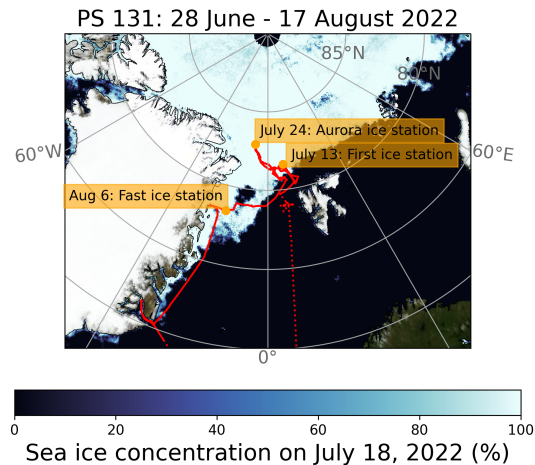 PS 131: 28 June - 17 August 2022
85°N
80°N
July 24: Aurora ice station
60°W
July 13: First ice station
60°E
Aug 6: Fast ice station
0°
0 20 40 60 80 100
Sea ice concentration on July 18, 2022 (%)